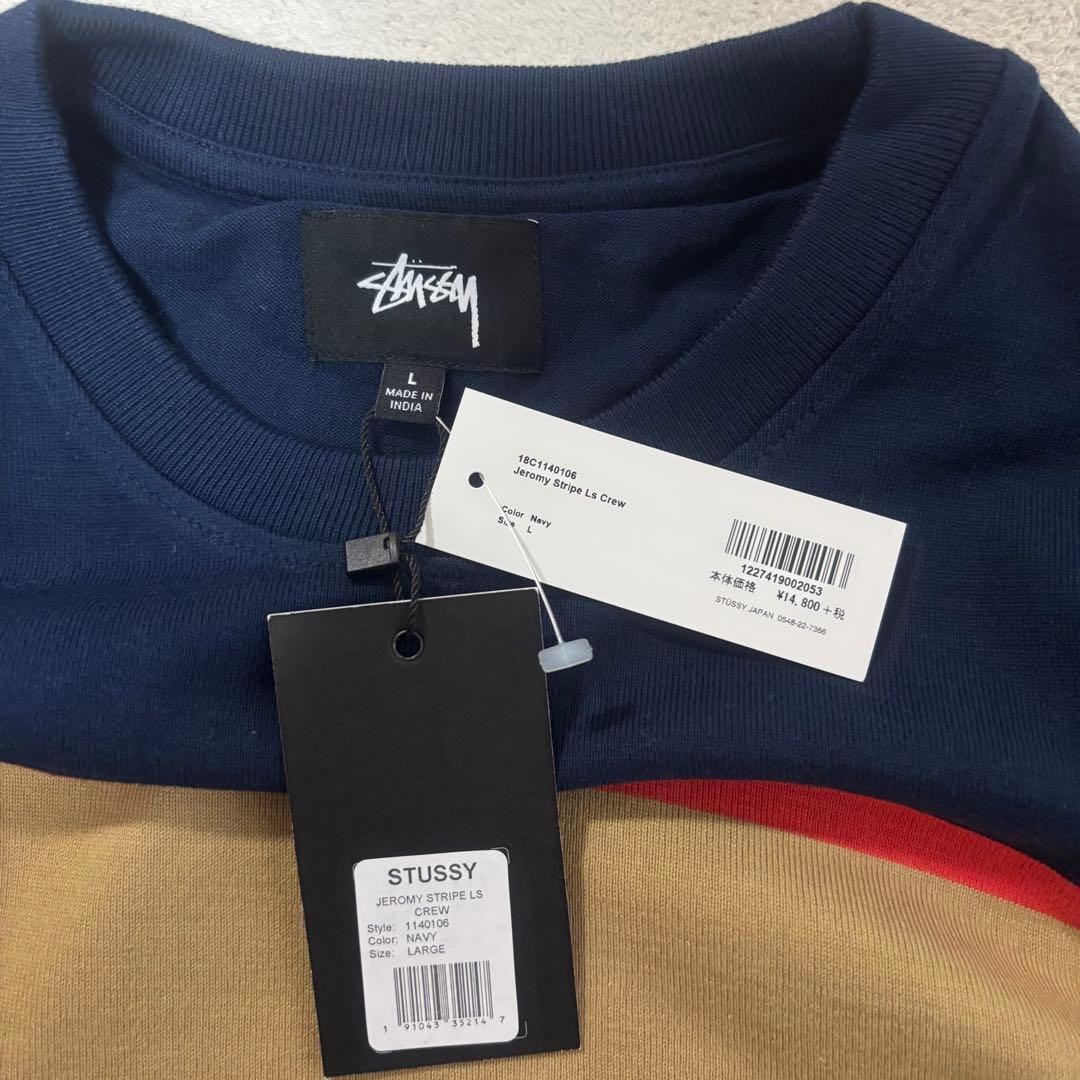 STÜSSY
L
MADE IN
INDIA
18C1140106
Jeromy Stripe Ls Crew
Color Navy
Size L
1227419002053
本体価格 ¥14,800+税
STÜSSY JAPAN 0548-22-7366
STUSSY
JEROMY STRIPE LS
CREW
Style: 1140106
Color: NAVY
Size: LARGE
1 91043 35214 7